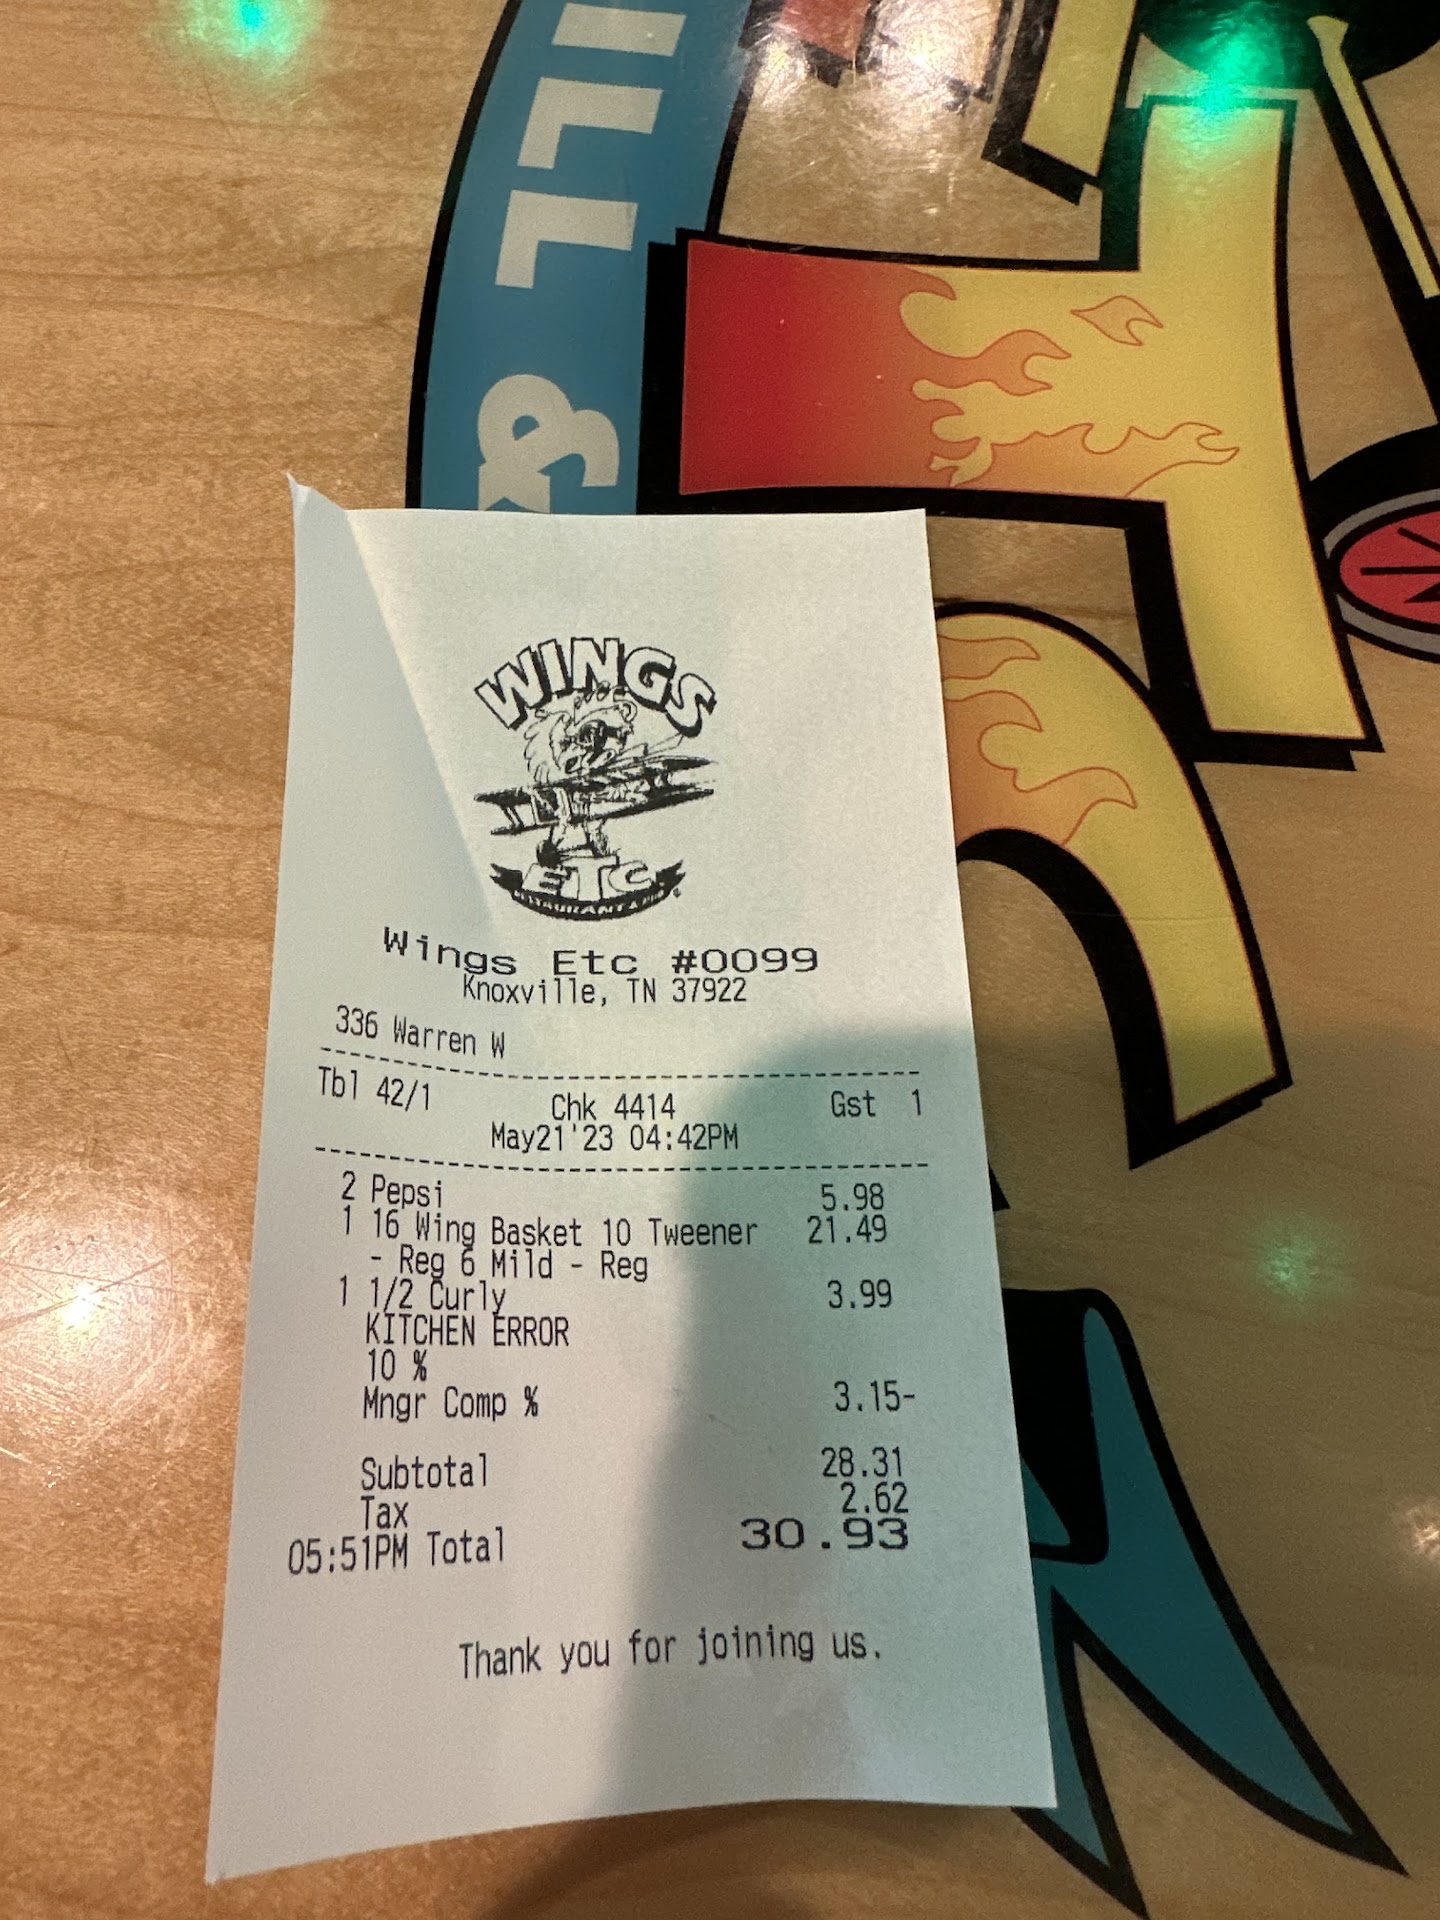 ILL &
WINGS
ETC
Wings Etc #0099
Knoxville, TN 37922
336 Warren W
Tbl 42/1 Chk 4414 Gst 1
May21'23 04:42PM
2 Pepsi 5.98
1 16 Wing Basket 10 Tweener 21.49
- Reg 6 Mild - Reg
1 1/2 Curly 3.99
KITCHEN ERROR
10 %
Mngr Comp % 3.15-
Subtotal 28.31
Tax 2.62
05:51PM Total 30.93
Thank you for joining us.